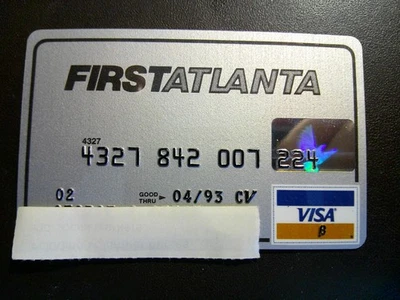 FIRSTATLANTA
4327
4327 842 007 224
02 GOOD THRU ► 04/93 CV
VISA
β